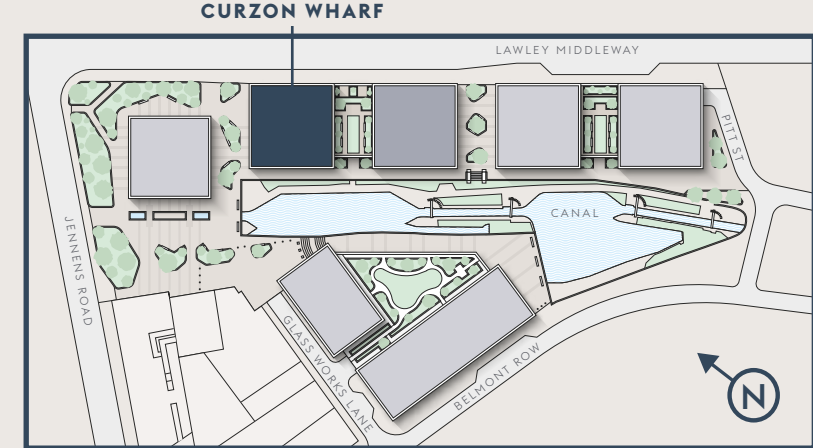 CURZON WHARF
LAWLEY MIDDLEWAY
PITT ST
CANAL
JENNENS ROAD
GLASS WORKS LANE
BELMONT ROW
N